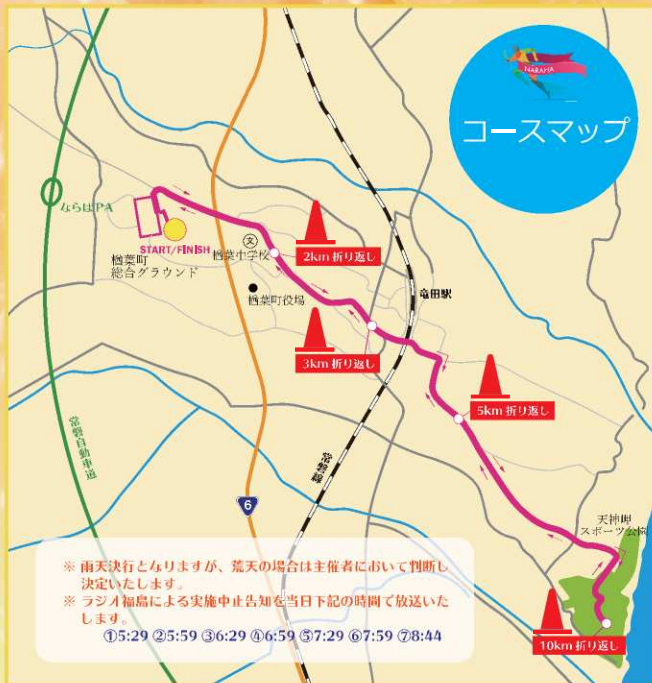 NARAHA
コースマップ
ならはPA
START/FINISH
楢葉町
総合グラウンド
文
楢葉中学校
2km 折り返し
楢葉町役場
竜田駅
3km 折り返し
5km 折り返し
常磐自動車道
常磐線
6
天神岬
スポーツ公園
10km 折り返し
※ 雨天決行となりますが、荒天の場合は主催者において判断し
決定いたします。
※ ラジオ福島による実施中止告知を当日下記の時間で放送いた
します。
①5:29 ②5:59 ③6:29 ④6:59 ⑤7:29 ⑥7:59 ⑦8:44